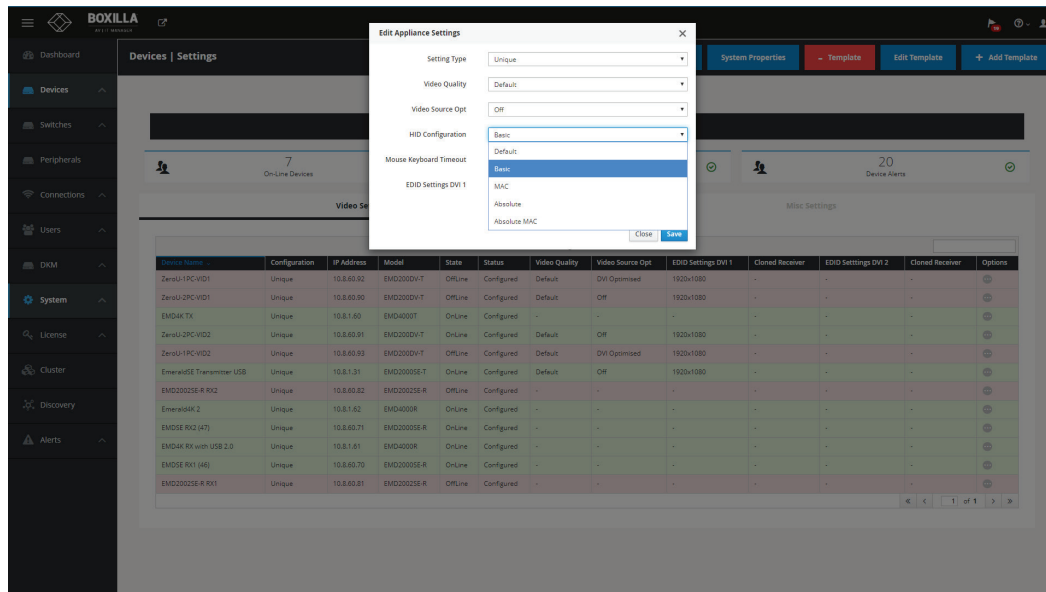 BOXILLA
Dashboard
Devices
Switches
Peripherals
Connections
Users
DKM
System
License
Cluster
Discovery
Alerts
Devices | Settings
System Properties
Template
Edit Template
+ Add Template
Edit Appliance Settings
Setting Type Unique
Video Quality Default
Video Source Opt Off
HID Configuration Basic
Mouse Keyboard Timeout
EDID Settings DVI 1
Default
Basic
MAC
Absolute
Absolute MAC
Close Save
7
On-Line Devices
20
Device Alerts
Video Se
Misc Settings
Device Name Configuration IP Address Model State Status Video Quality Video Source Opt EDID Settings DVI 1 Cloned Receiver EDID Setttings DVI 2 Cloned Receiver Options
ZeroU-1PC-VID1 Unique 10.8.60.92 EMD200DV-T OffLine Configured Default DVI Optimised 1920x1080 - - -
ZeroU-2PC-VID1 Unique 10.8.60.90 EMD200DV-T OffLine Configured Default Off 1920x1080 - - -
EMD4K TX Unique 10.8.1.60 EMD4000T OnLine Configured - - - - - -
ZeroU-2PC-VID2 Unique 10.8.60.91 EMD200DV-T OnLine Configured Default Off 1920x1080 - - -
ZeroU-1PC-VID2 Unique 10.8.60.93 EMD200DV-T OffLine Configured Default DVI Optimised 1920x1080 - - -
EmeraldSE Transmitter USB Unique 10.8.1.31 EMD2000SE-T OnLine Configured Default Off 1920x1080 - - -
EMD2002SE-R RX2 Unique 10.8.60.82 EMD2002SE-R OffLine Configured - - - - - -
Emerald4K 2 Unique 10.8.1.62 EMD4000R OnLine Configured - - - - - -
EMDSE RX2 (47) Unique 10.8.60.71 EMD2000SE-R OnLine Configured - - - - - -
EMD4K RX with USB 2.0 Unique 10.8.1.61 EMD4000R OnLine Configured - - - - - -
EMDSE RX1 (46) Unique 10.8.60.70 EMD2000SE-R OnLine Configured - - - - - -
EMD2002SE-R RX1 Unique 10.8.60.81 EMD2002SE-R OffLine Configured - - - - - -
1 of 1